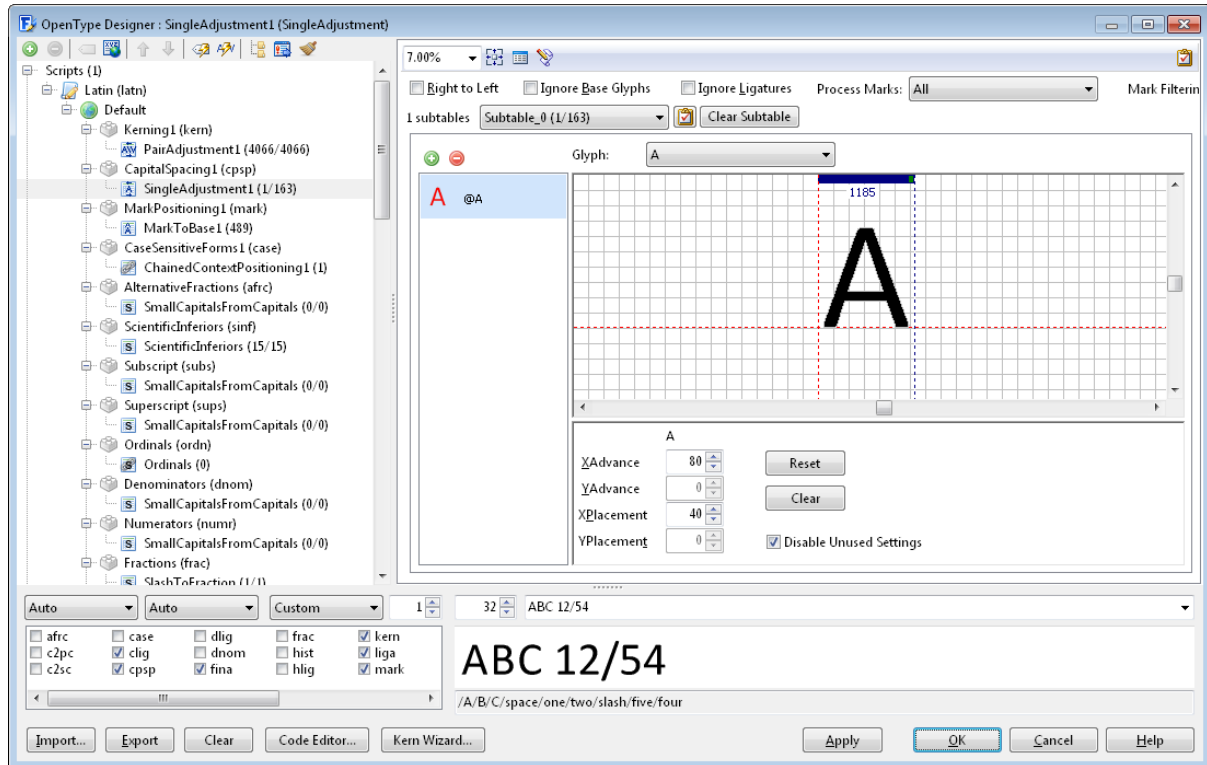 OpenType Designer : SingleAdjustment1 (SingleAdjustment)
7.00%
Scripts (1)
Latin (latn)
Default
Kerning1 (kern)
PairAdjustment1 (4066/4066)
CapitalSpacing1 (cpsp)
SingleAdjustment1 (1/163)
MarkPositioning1 (mark)
MarkToBase1 (489)
CaseSensitiveForms1 (case)
ChainedContextPositioning1 (1)
AlternativeFractions (afrc)
SmallCapitalsFromCapitals (0/0)
ScientificInferiors (sinf)
ScientificInferiors (15/15)
Subscript (subs)
SmallCapitalsFromCapitals (0/0)
Superscript (sups)
SmallCapitalsFromCapitals (0/0)
Ordinals (ordn)
Ordinals (0)
Denominators (dnom)
SmallCapitalsFromCapitals (0/0)
Numerators (numr)
SmallCapitalsFromCapitals (0/0)
Fractions (frac)
SlashToFraction (1/1)
Right to Left Ignore Base Glyphs Ignore Ligatures Process Marks: All Mark Filterin
1 subtables Subtable_0 (1/163) Clear Subtable
Glyph: A
A @A
1185
A
A
XAdvance 80 Reset
YAdvance 0 Clear
XPlacement 40
YPlacement 0 Disable Unused Settings
Auto Auto Custom 1 32 ABC 12/54
afrc case dlig frac kern
c2pc clig dnom hist liga
c2sc cpsp fina hlig mark
ABC 12/54
/A/B/C/space/one/two/slash/five/four
Import... Export Clear Code Editor... Kern Wizard... Apply OK Cancel Help